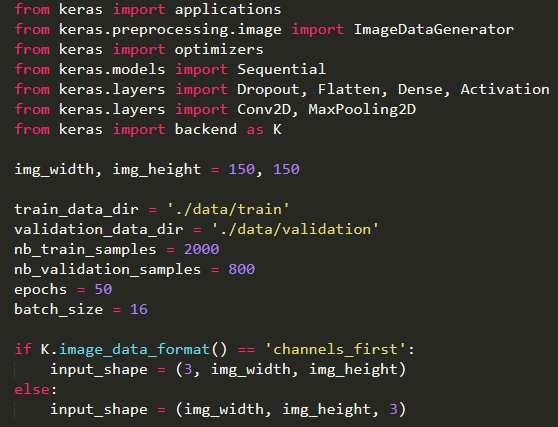 from keras import applications
from keras.preprocessing.image import ImageDataGenerator
from keras import optimizers
from keras.models import Sequential
from keras.layers import Dropout, Flatten, Dense, Activation
from keras.layers import Conv2D, MaxPooling2D
from keras import backend as K

img_width, img_height = 150, 150

train_data_dir = './data/train'
validation_data_dir = './data/validation'
nb_train_samples = 2000
nb_validation_samples = 800
epochs = 50
batch_size = 16

if K.image_data_format() == 'channels_first':
    input_shape = (3, img_width, img_height)
else:
    input_shape = (img_width, img_height, 3)